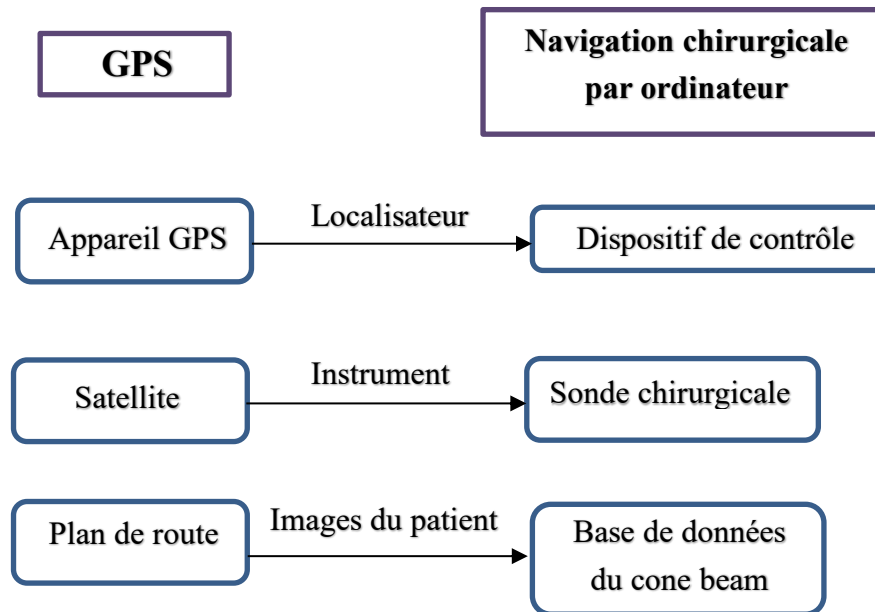 GPS
Navigation chirurgicale
par ordinateur
Appareil GPS
Localisateur
Dispositif de contrôle
Satellite
Instrument
Sonde chirurgicale
Plan de route
Images du patient
Base de données
du cone beam